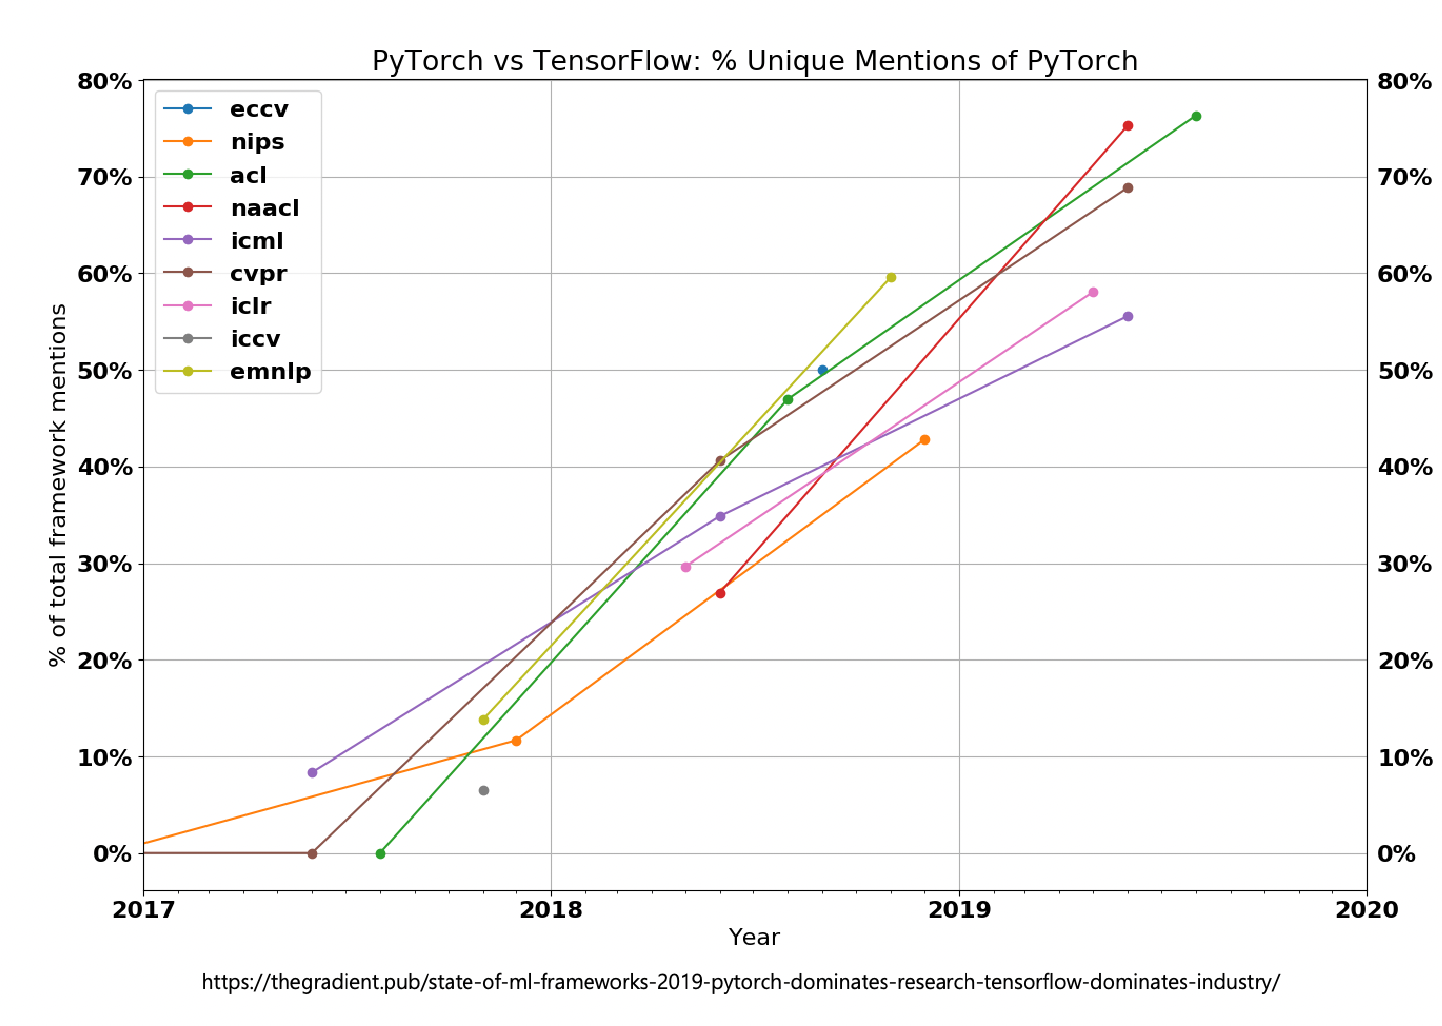 PyTorch vs TensorFlow: % Unique Mentions of PyTorch
80%
70%
60%
50%
40%
30%
20%
10%
0%
% of total framework mentions
eccv
nips
acl
naacl
icml
cvpr
iclr
iccv
emnlp
80%
70%
60%
50%
40%
30%
20%
10%
0%
2017 2018 2019 2020
Year
https://thegradient.pub/state-of-ml-frameworks-2019-pytorch-dominates-research-tensorflow-dominates-industry/